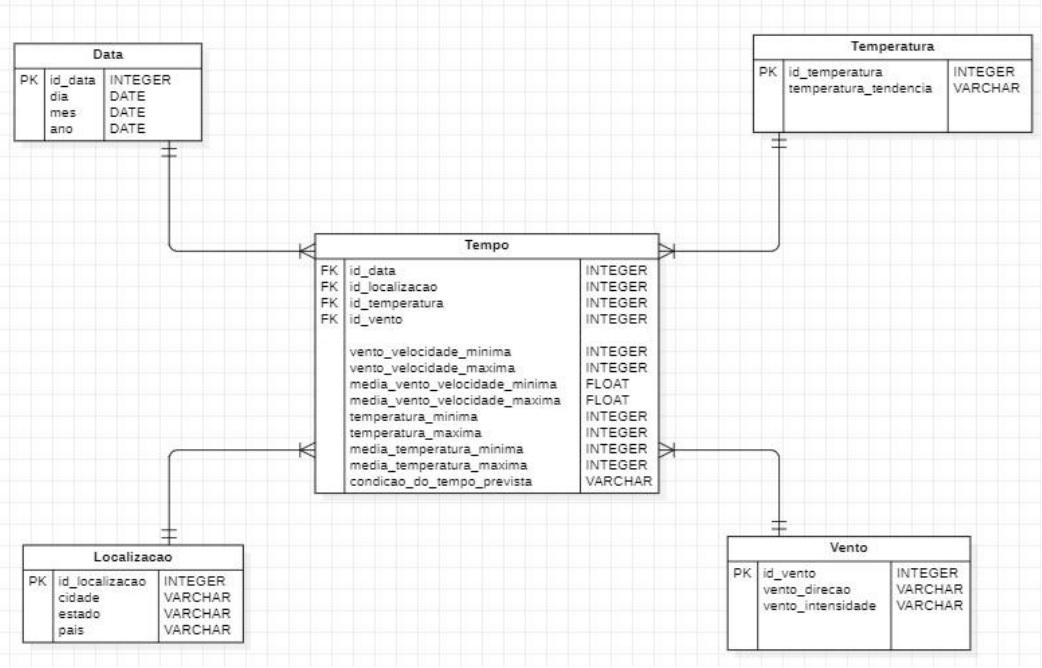 Data
PK id_data INTEGER
dia DATE
mes DATE
ano DATE
Temperatura
PK id_temperatura INTEGER
temperatura_tendencia VARCHAR
Tempo
FK id_data INTEGER
FK id_localizacao INTEGER
FK id_temperatura INTEGER
FK id_vento INTEGER
vento_velocidade_minima INTEGER
vento_velocidade_maxima INTEGER
media_vento_velocidade_minima FLOAT
media_vento_velocidade_maxima FLOAT
temperatura_minima INTEGER
temperatura_maxima INTEGER
media_temperatura_minima INTEGER
media_temperatura_maxima INTEGER
condicao_do_tempo_prevista VARCHAR
Localizacao
PK id_localizacao INTEGER
cidade VARCHAR
estado VARCHAR
pais VARCHAR
Vento
PK id_vento INTEGER
vento_direcao VARCHAR
vento_intensidade VARCHAR